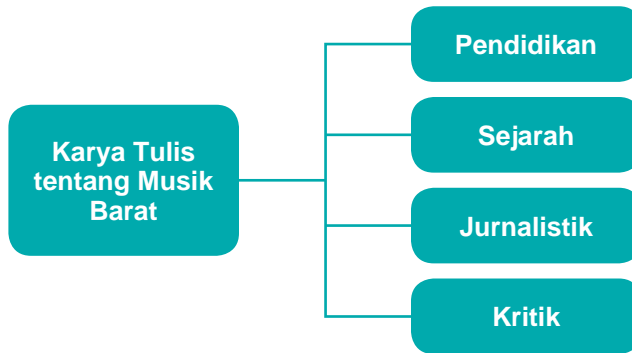 Karya Tulis
tentang Musik
Barat
Pendidikan
Sejarah
Jurnalistik
Kritik